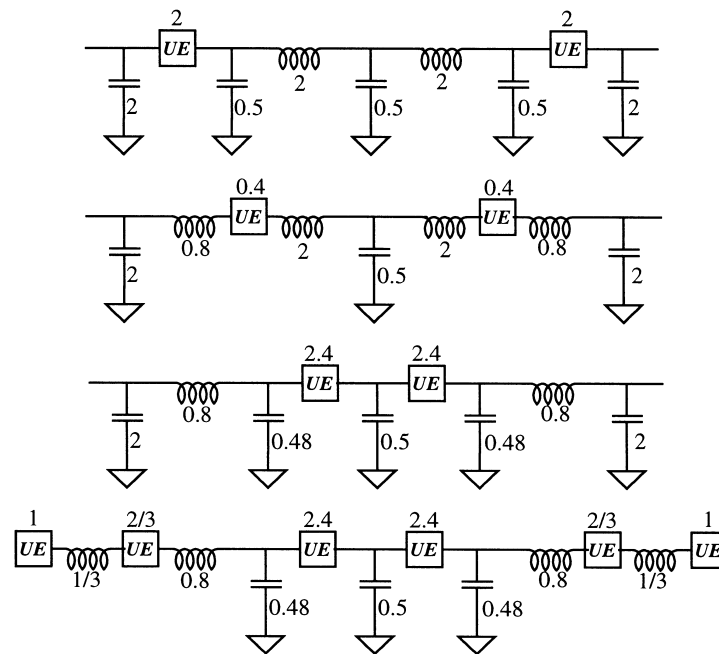 2 2
UE UE
2 2
2 0.5 0.5 0.5 2
0.4 0.4
UE UE
0.8 2 2 0.8
2 0.5 2
2.4 2.4
UE UE
0.8 0.8
2 0.48 0.5 0.48 2
1 2/3 2.4 2.4 2/3 1
UE UE UE UE UE UE
1/3 0.8 0.8 1/3
0.48 0.5 0.48